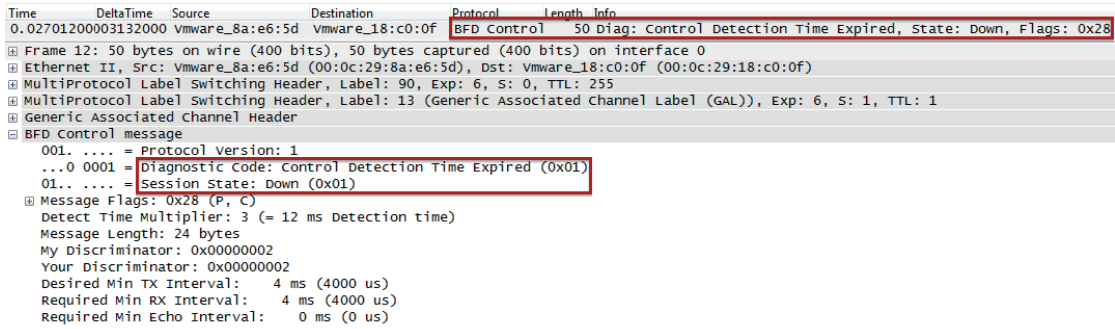 Time DeltaTime Source Destination Protocol Length Info
0.02701200003132000 Vmware_8a:e6:5d Vmware_18:c0:0f BFD Control 50 Diag: Control Detection Time Expired, State: Down, Flags: 0x28
Frame 12: 50 bytes on wire (400 bits), 50 bytes captured (400 bits) on interface 0
Ethernet II, Src: Vmware_8a:e6:5d (00:0c:29:8a:e6:5d), Dst: Vmware_18:c0:0f (00:0c:29:18:c0:0f)
MultiProtocol Label Switching Header, Label: 90, Exp: 6, S: 0, TTL: 255
MultiProtocol Label Switching Header, Label: 13 (Generic Associated Channel Label (GAL)), Exp: 6, S: 1, TTL: 1
Generic Associated Channel Header
BFD Control message
001. .... = Protocol Version: 1
...0 0001 = Diagnostic Code: Control Detection Time Expired (0x01)
01.. .... = Session State: Down (0x01)
Message Flags: 0x28 (P, C)
Detect Time Multiplier: 3 (= 12 ms Detection time)
Message Length: 24 bytes
My Discriminator: 0x00000002
Your Discriminator: 0x00000002
Desired Min TX Interval: 4 ms (4000 us)
Required Min RX Interval: 4 ms (4000 us)
Required Min Echo Interval: 0 ms (0 us)